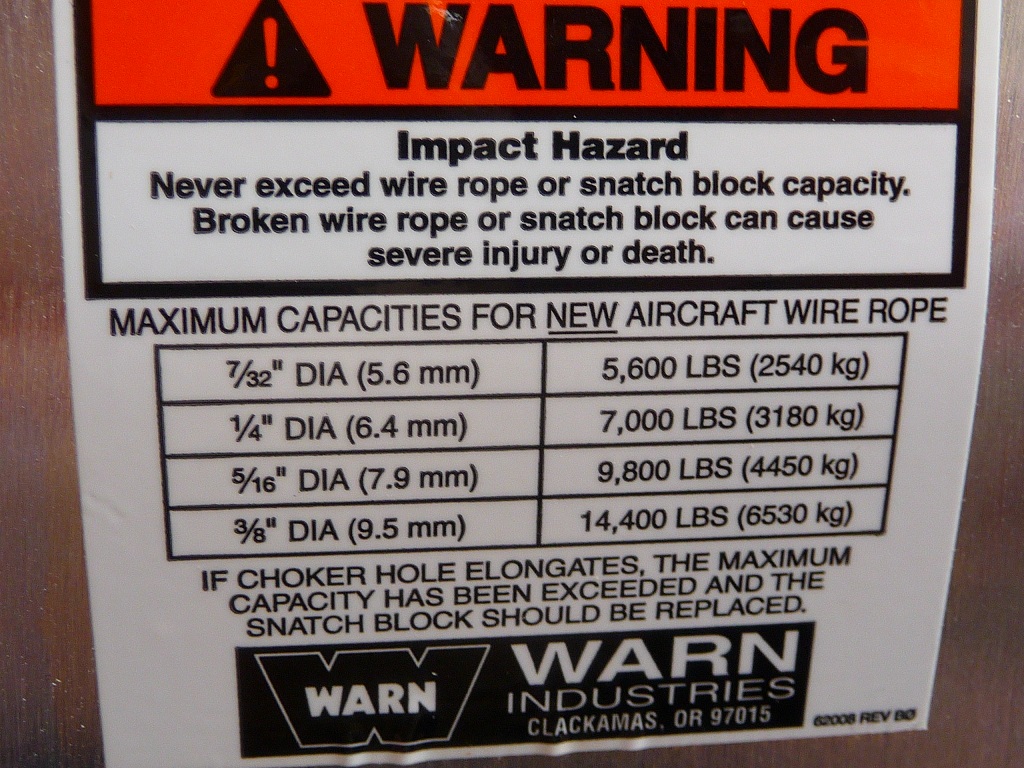 WARNING
Impact Hazard
Never exceed wire rope or snatch block capacity.
Broken wire rope or snatch block can cause
severe injury or death.
MAXIMUM CAPACITIES FOR NEW AIRCRAFT WIRE ROPE
7/32" DIA (5.6 mm) 5,600 LBS (2540 kg)
1/4" DIA (6.4 mm) 7,000 LBS (3180 kg)
5/16" DIA (7.9 mm) 9,800 LBS (4450 kg)
3/8" DIA (9.5 mm) 14,400 LBS (6530 kg)
IF CHOKER HOLE ELONGATES, THE MAXIMUM
CAPACITY HAS BEEN EXCEEDED AND THE
SNATCH BLOCK SHOULD BE REPLACED.
WARN
WARN
INDUSTRIES
CLACKAMAS, OR 97015
62008 REV BØ